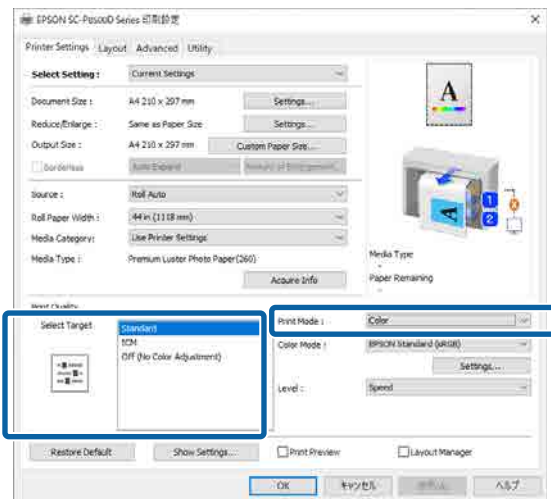 EPSON SC-P8500D Series 印刷設定
Printer Settings Layout Advanced Utility
Select Setting : Current Settings
Document Size : A4 210 x 297 mm Settings...
Reduce/Enlarge : Same as Paper Size Settings...
Output Size : A4 210 x 297 mm Custom Paper Size...
Borderless Auto Expand
Source : Roll Auto
Roll Paper Width : 44 in (1118 mm)
Media Category: Use Printer Settings
Media Type : Premium Luster Photo Paper(260)
Acquire Info
A
1
2
Media Type
-
Paper Remaining
-
Print Quality
Select Target
Standard
ICM
Off (No Color Adjustment)
Print Mode : Color
Color Mode : EPSON Standard (sRGB)
Settings...
Level : Speed
Restore Default Show Settings... Print Preview Layout Manager
OK キャンセル ヘルプ